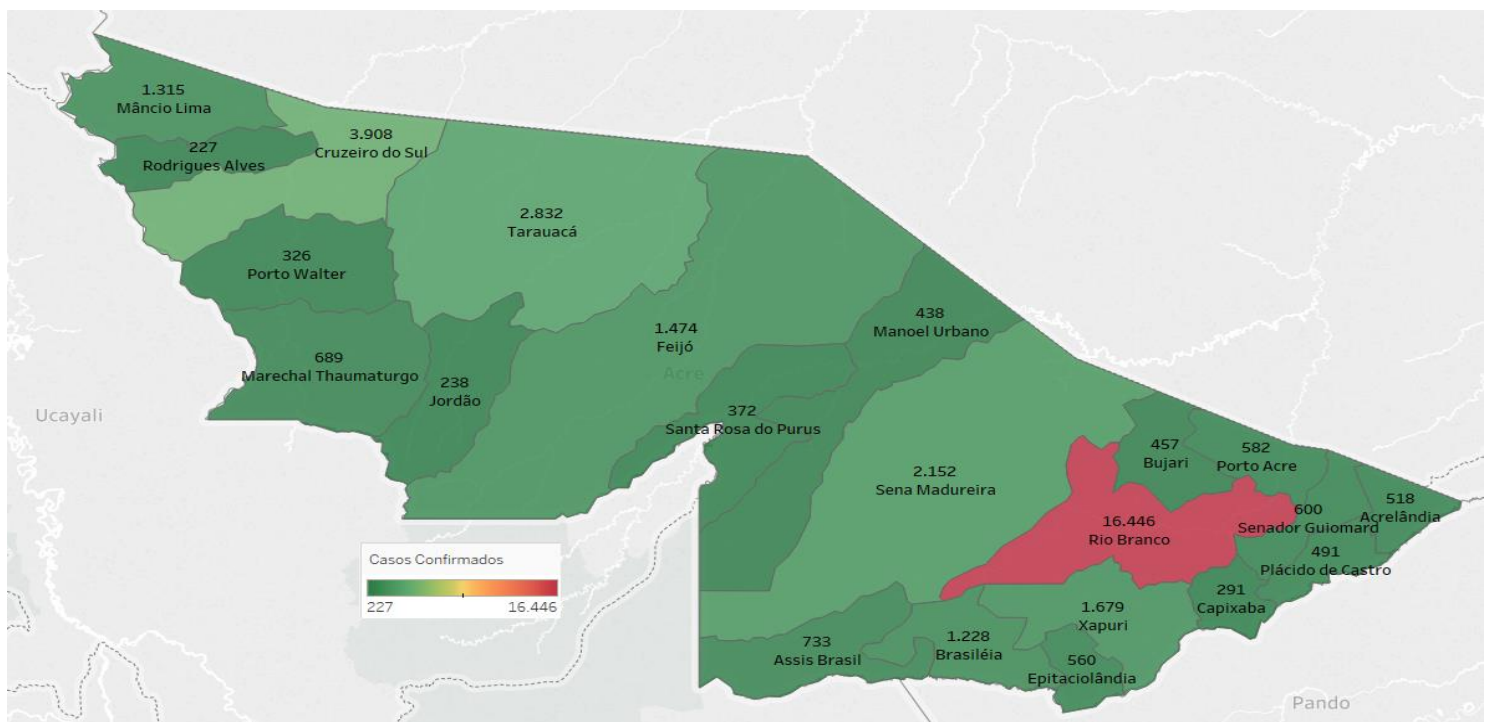 1.315
Mâncio Lima
3.908
Cruzeiro do Sul
227
Rodrigues Alves
2.832
Tarauacá
326
Porto Walter
438
Manoel Urbano
1.474
Feijó
Acre
689
Marechal Thaumaturgo
238
Jordão
Ucayali
372
Santa Rosa do Purus
457
Bujari
582
Porto Acre
2.152
Sena Madureira
518
Acrelândia
600
Senador Guiomard
16.446
Rio Branco
491
Plácido de Castro
Casos Confirmados
227
16.446
291
Capixaba
1.679
Xapuri
733
Assis Brasil
1.228
Brasiléia
560
Epitaciolândia
Pando